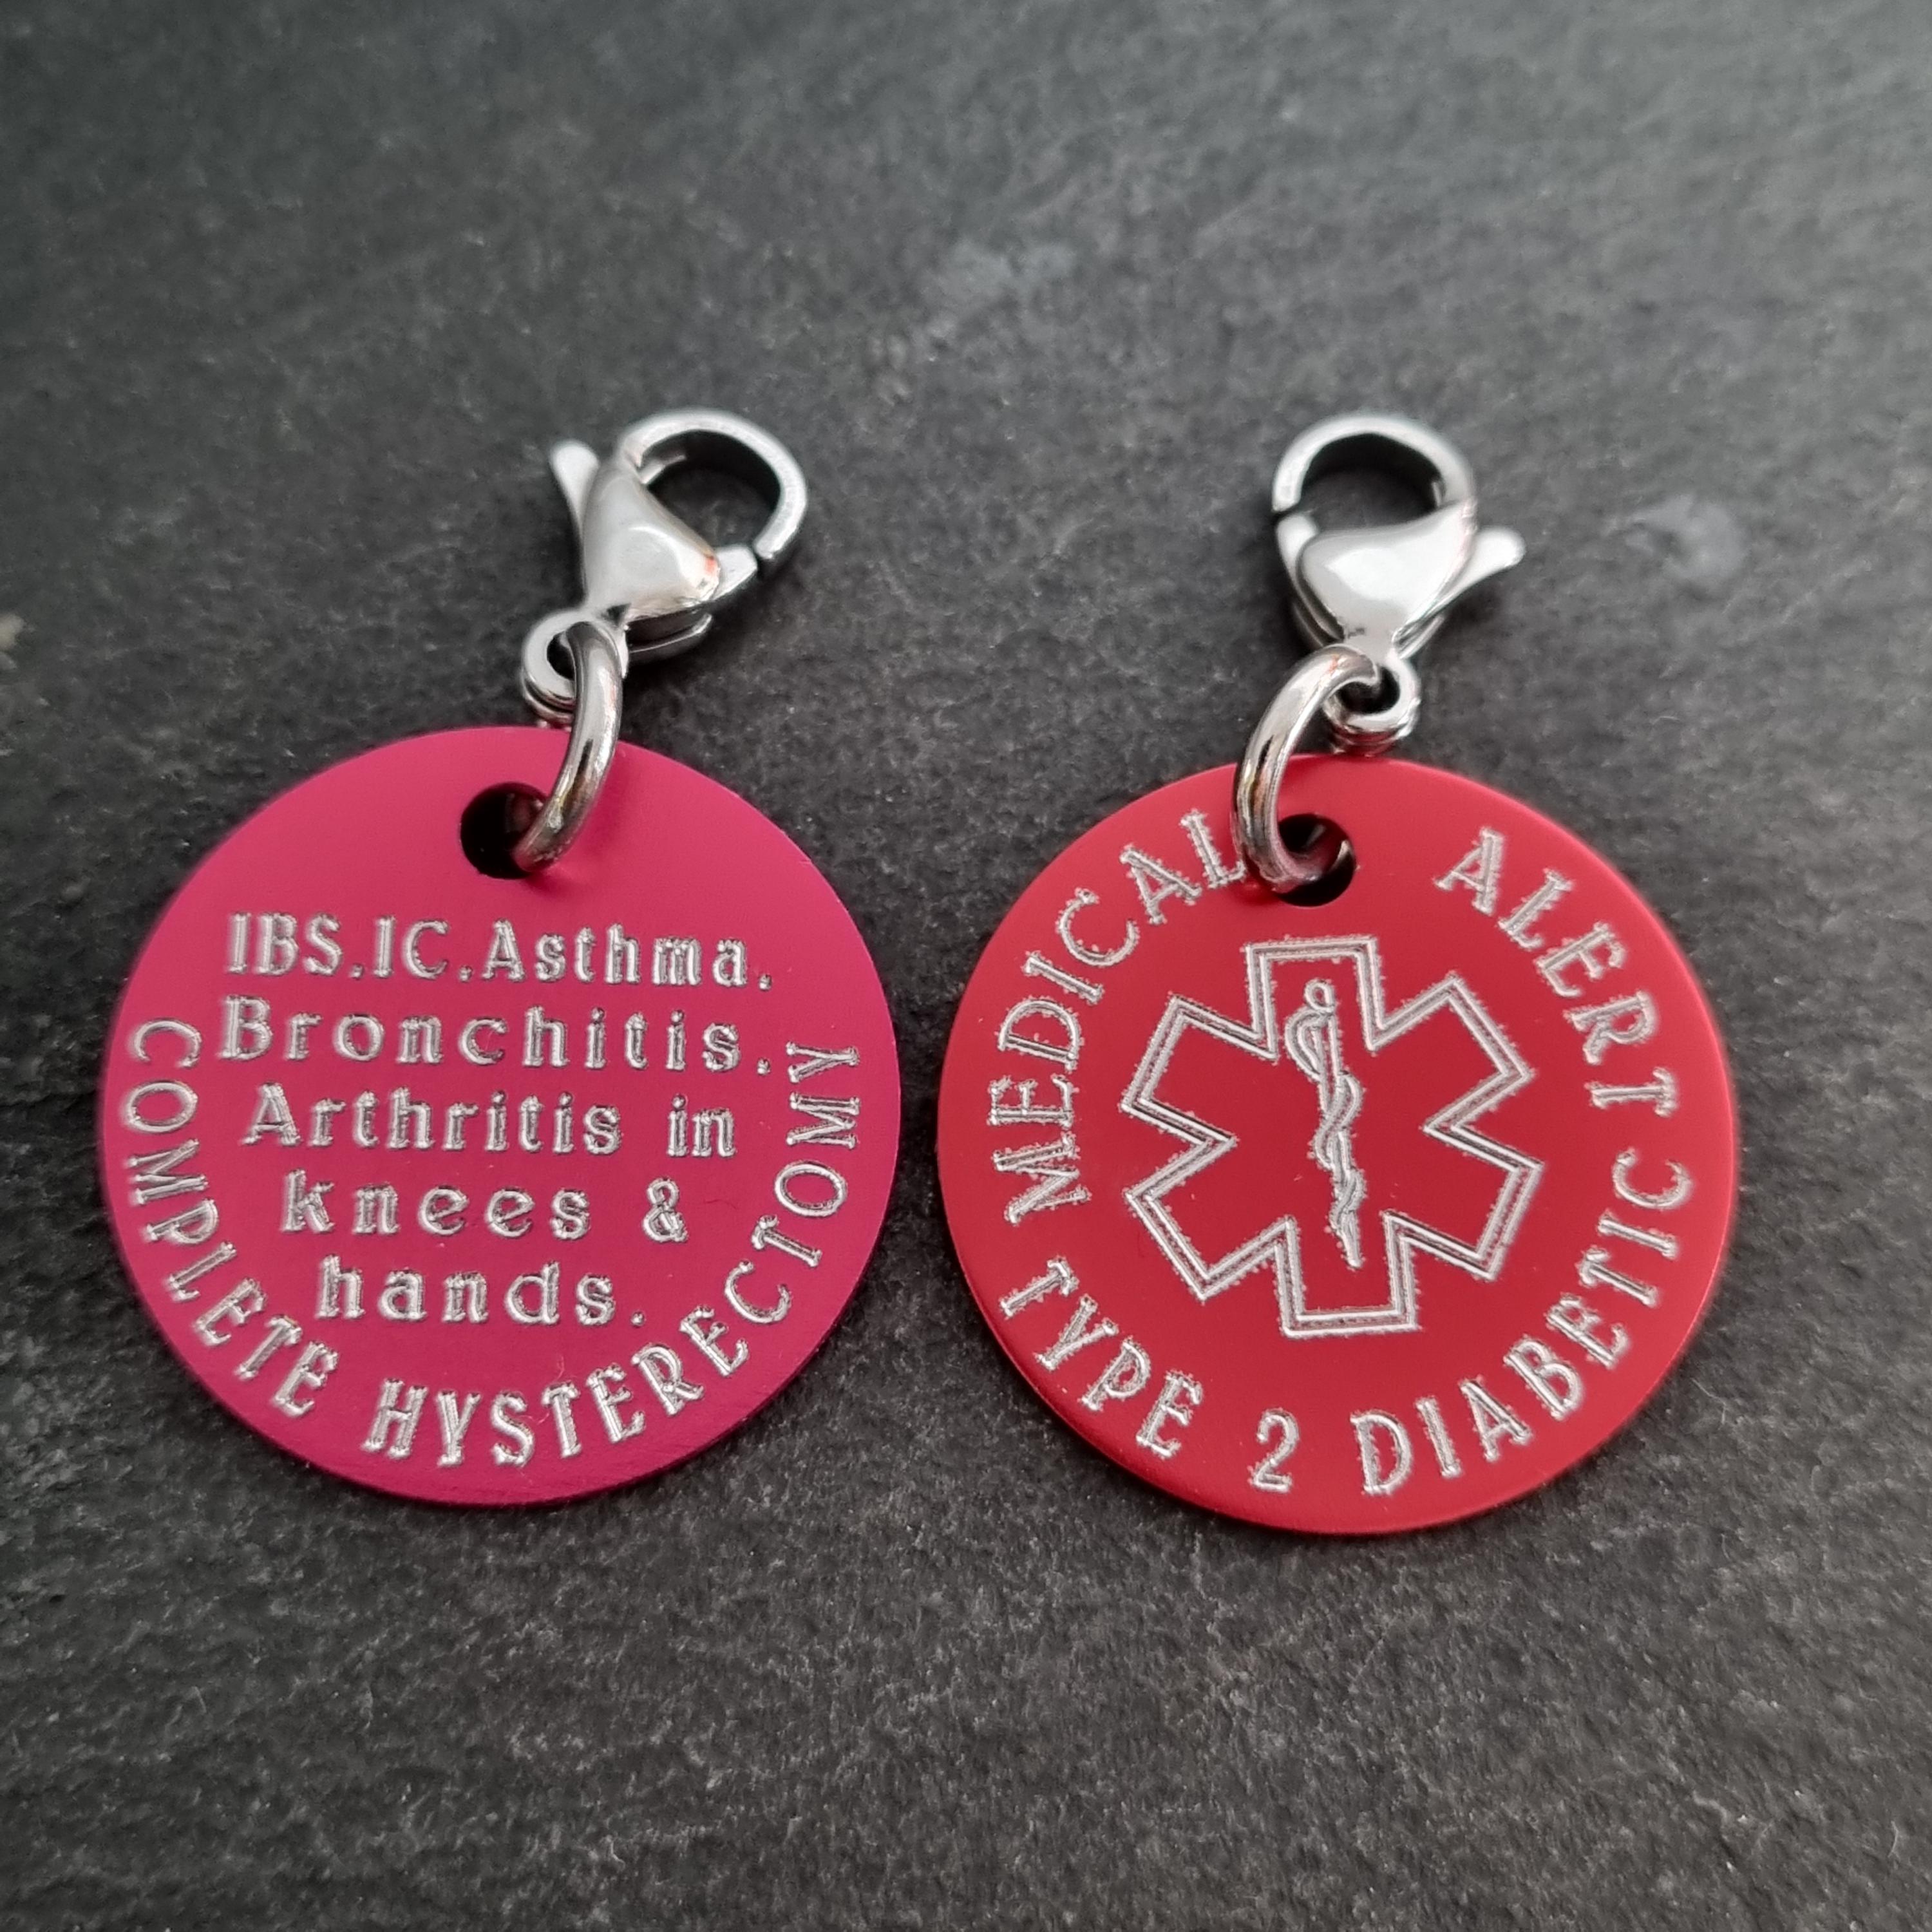 IBS.IC.Asthma.
Bronchitis.
Arthritis in
knees &
hands.
COMPLETE HYSTERECTOMY
MEDICAL ALERT
TYPE 2 DIABETIC